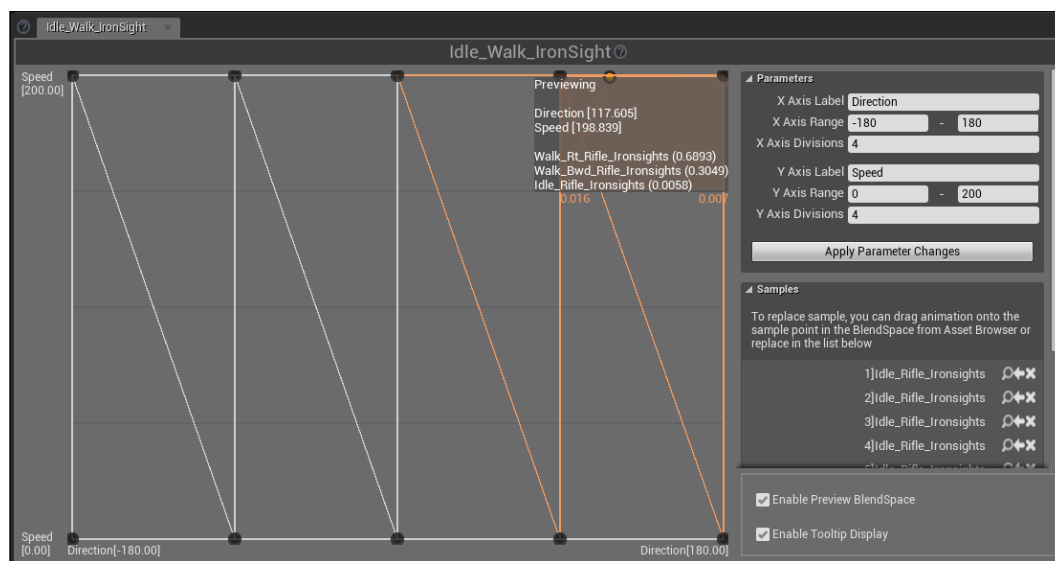 Idle_Walk_IronSight
Idle_Walk_IronSight
Speed
[200.00]
Previewing
Direction [117.605]
Speed [198.839]
Walk_Rt_Rifle_Ironsights (0.6893)
Walk_Bwd_Rifle_Ironsights (0.3049)
Idle_Rifle_Ironsights (0.0058)
0.016 0.007
Speed
[0.00] Direction[-180.00] Direction[180.00]
Parameters
X Axis Label Direction
X Axis Range -180 - 180
X Axis Divisions 4
Y Axis Label Speed
Y Axis Range 0 - 200
Y Axis Divisions 4
Apply Parameter Changes
Samples
To replace sample, you can drag animation onto the
sample point in the BlendSpace from Asset Browser or
replace in the list below
1]Idle_Rifle_Ironsights
2]Idle_Rifle_Ironsights
3]Idle_Rifle_Ironsights
4]Idle_Rifle_Ironsights
Enable Preview BlendSpace
Enable Tooltip Display